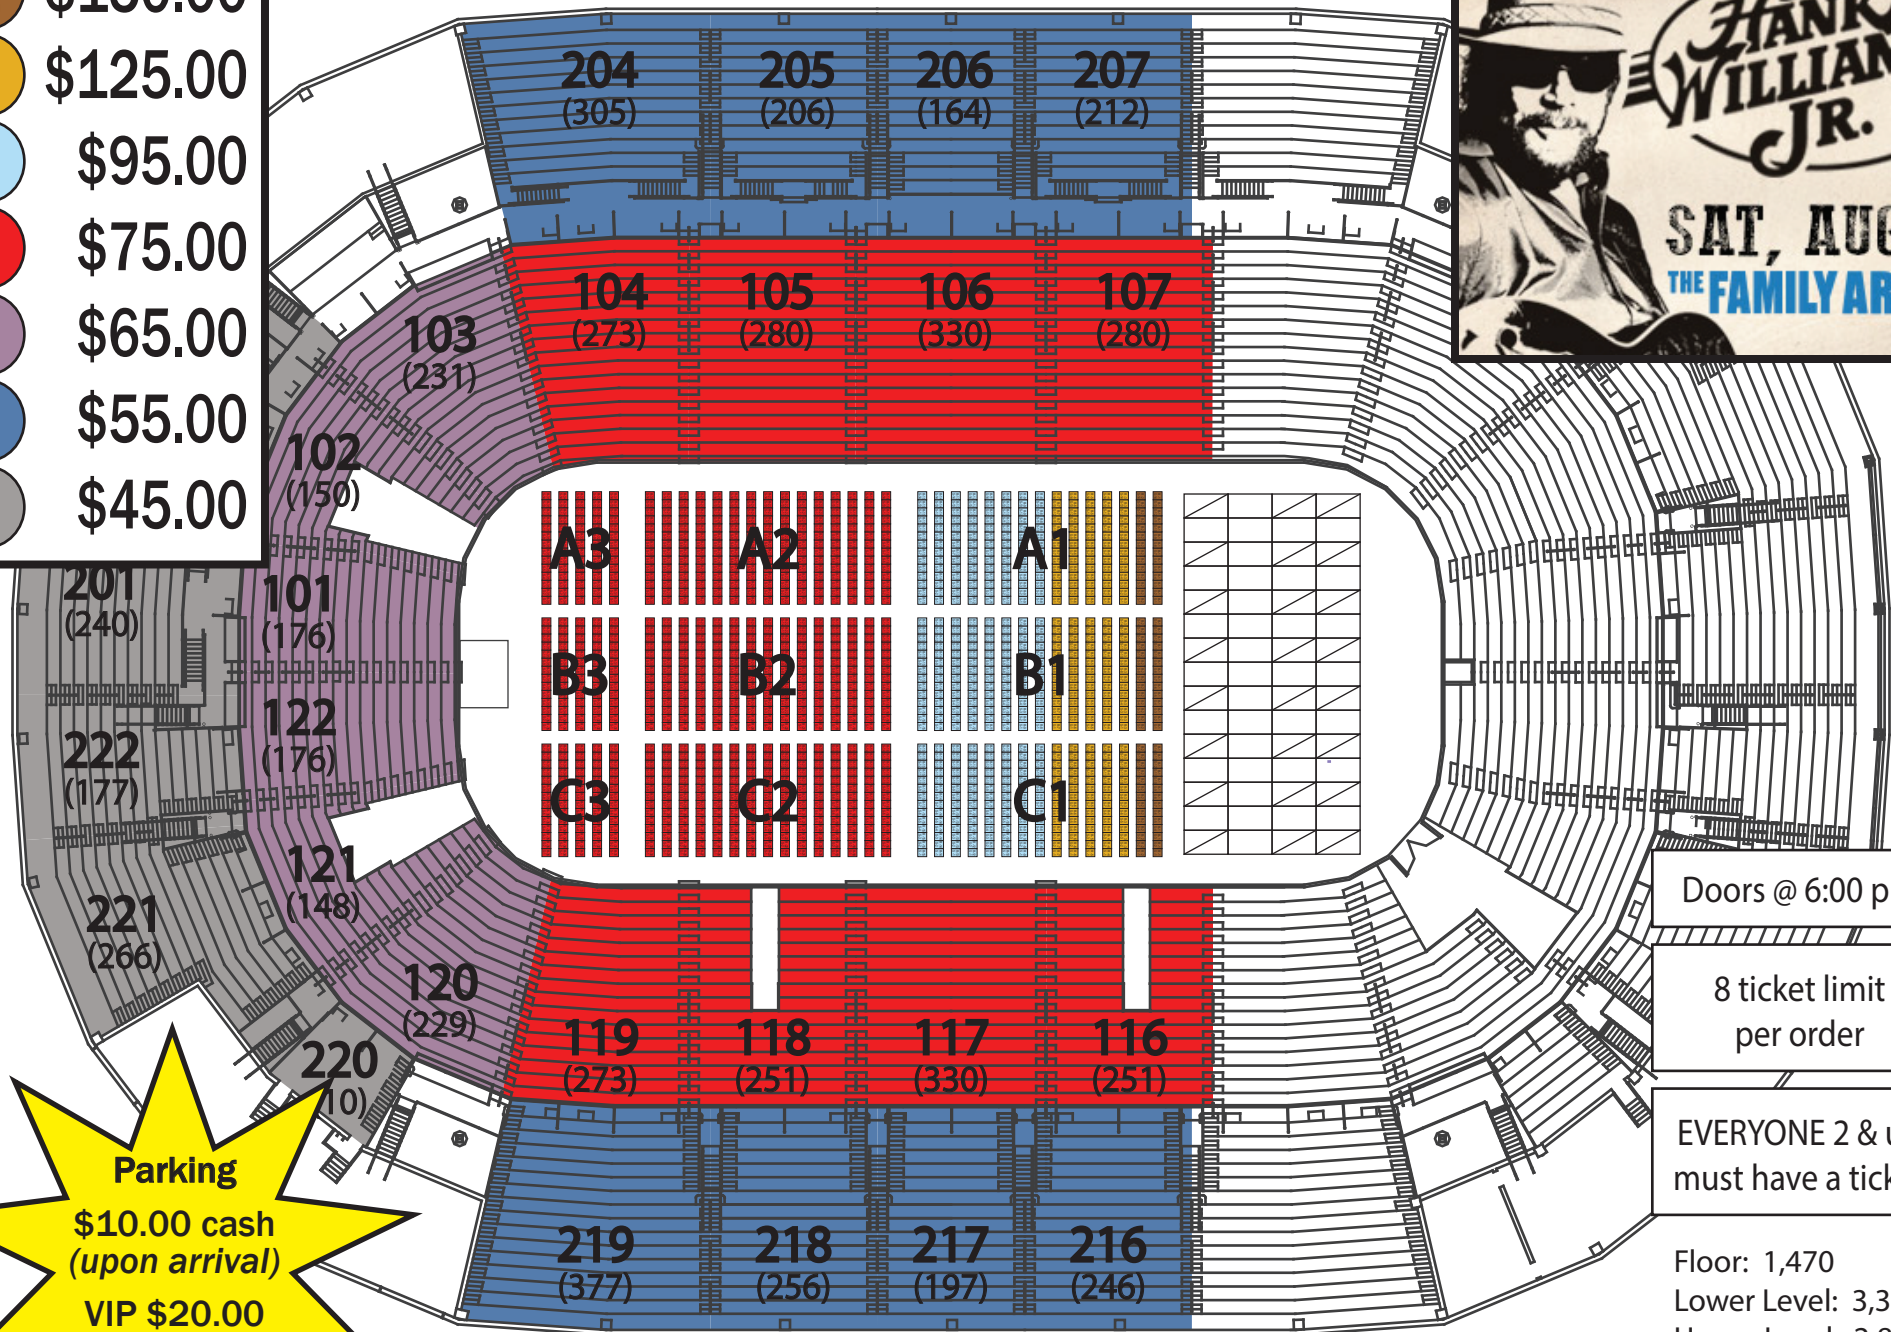 $125.00
$95.00
$75.00
$65.00
$55.00
$45.00
HANK
JR.
SAT, AUG
THE FAMILY
204
(305)
205
(206)
206
(164)
207
(212)
104
(273)
105
(280)
106
(330)
107
(280)
103
(231)
102
(150)
201
(240)
101
(176)
222
(177)
122
(176)
221
(266)
121
(148)
120
(229)
220
10)
A3
A2
A1
B3
B2
B1
C3
C2
C1
119
(273)
118
(251)
117
(330)
116
(251)
219
(377)
218
(256)
217
(197)
216
(246)
Parking
$10.00 cash
(upon arrival)
VIP $20.00
Doors @ 6:00 p
8 ticket limit
per order
EVERYONE 2 &
must have a
Floor: 1,470
Lower Level: 3,3